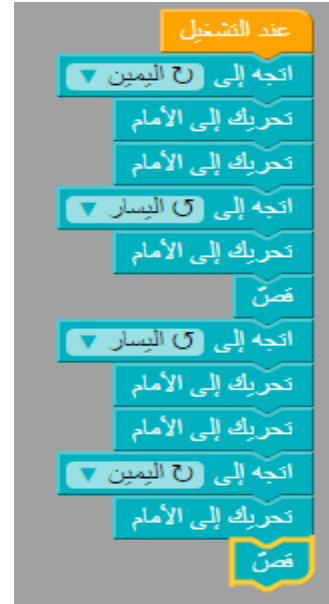 عند التشغيل
اتجه إلى ↻ اليمين ▼
تحريك إلى الأمام
تحريك إلى الأمام
اتجه إلى ↺ اليسار ▼
تحريك إلى الأمام
قصّ
اتجه إلى ↺ اليسار ▼
تحريك إلى الأمام
تحريك إلى الأمام
اتجه إلى ↻ اليمين ▼
تحريك إلى الأمام
قصّ